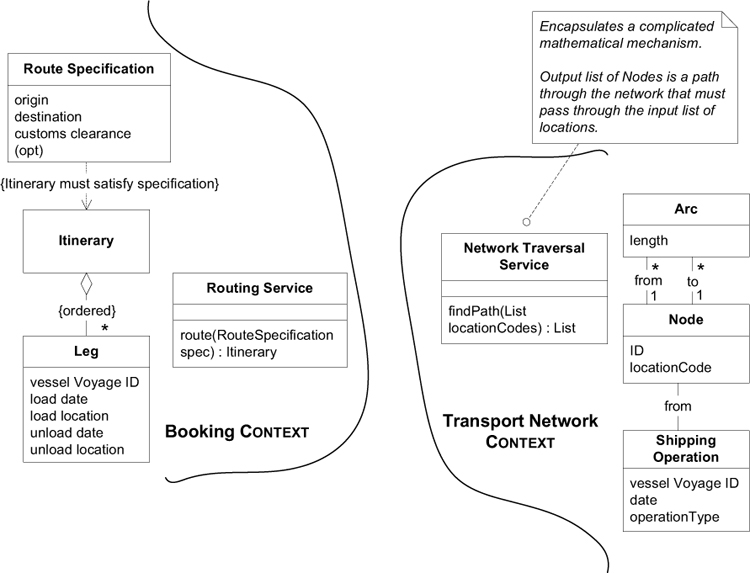 Route Specification
origin
destination
customs clearance
(opt)
{Itinerary must satisfy specification}
Itinerary
{ordered}
*
Leg
vessel Voyage ID
load date
load location
unload date
unload location
Routing Service
route(RouteSpecification
spec) : Itinerary
Booking CONTEXT
Encapsulates a complicated
mathematical mechanism.
Output list of Nodes is a path
through the network that must
pass through the input list of
locations.
Network Traversal
Service
findPath(List
locationCodes) : List
Transport Network
CONTEXT
Arc
length
* *
from to
1 1
Node
ID
locationCode
from
Shipping
Operation
vessel Voyage ID
date
operationType